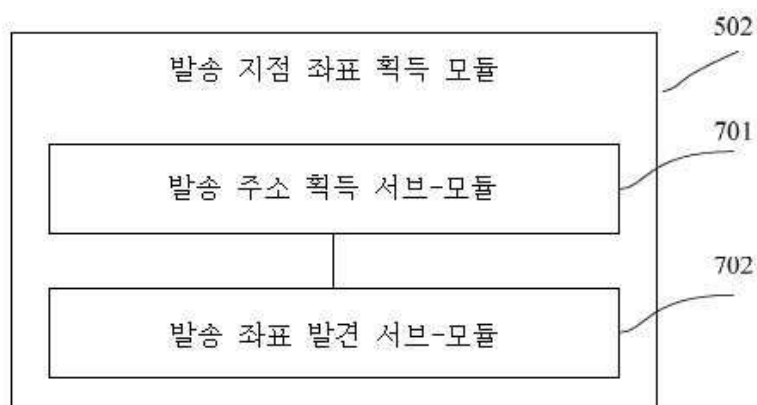 502
발송 지점 좌표 획득 모듈
701
발송 주소 획득 서브-모듈
702
발송 좌표 발견 서브-모듈